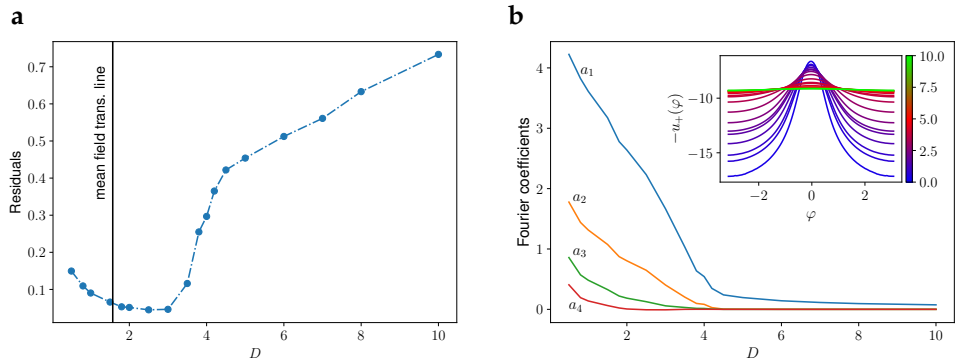 a
0.7
0.6
0.5
0.4
0.3
0.2
0.1
Residuals
mean field trans. line
2
4
6
8
10
D
b
4
3
2
1
0
Fourier coefficients
a₁
a₂
a₃
a₄
0
2
4
6
8
10
D
−10
−15
−u₊(φ)
−2
0
2
φ
10.0
7.5
5.0
2.5
0.0